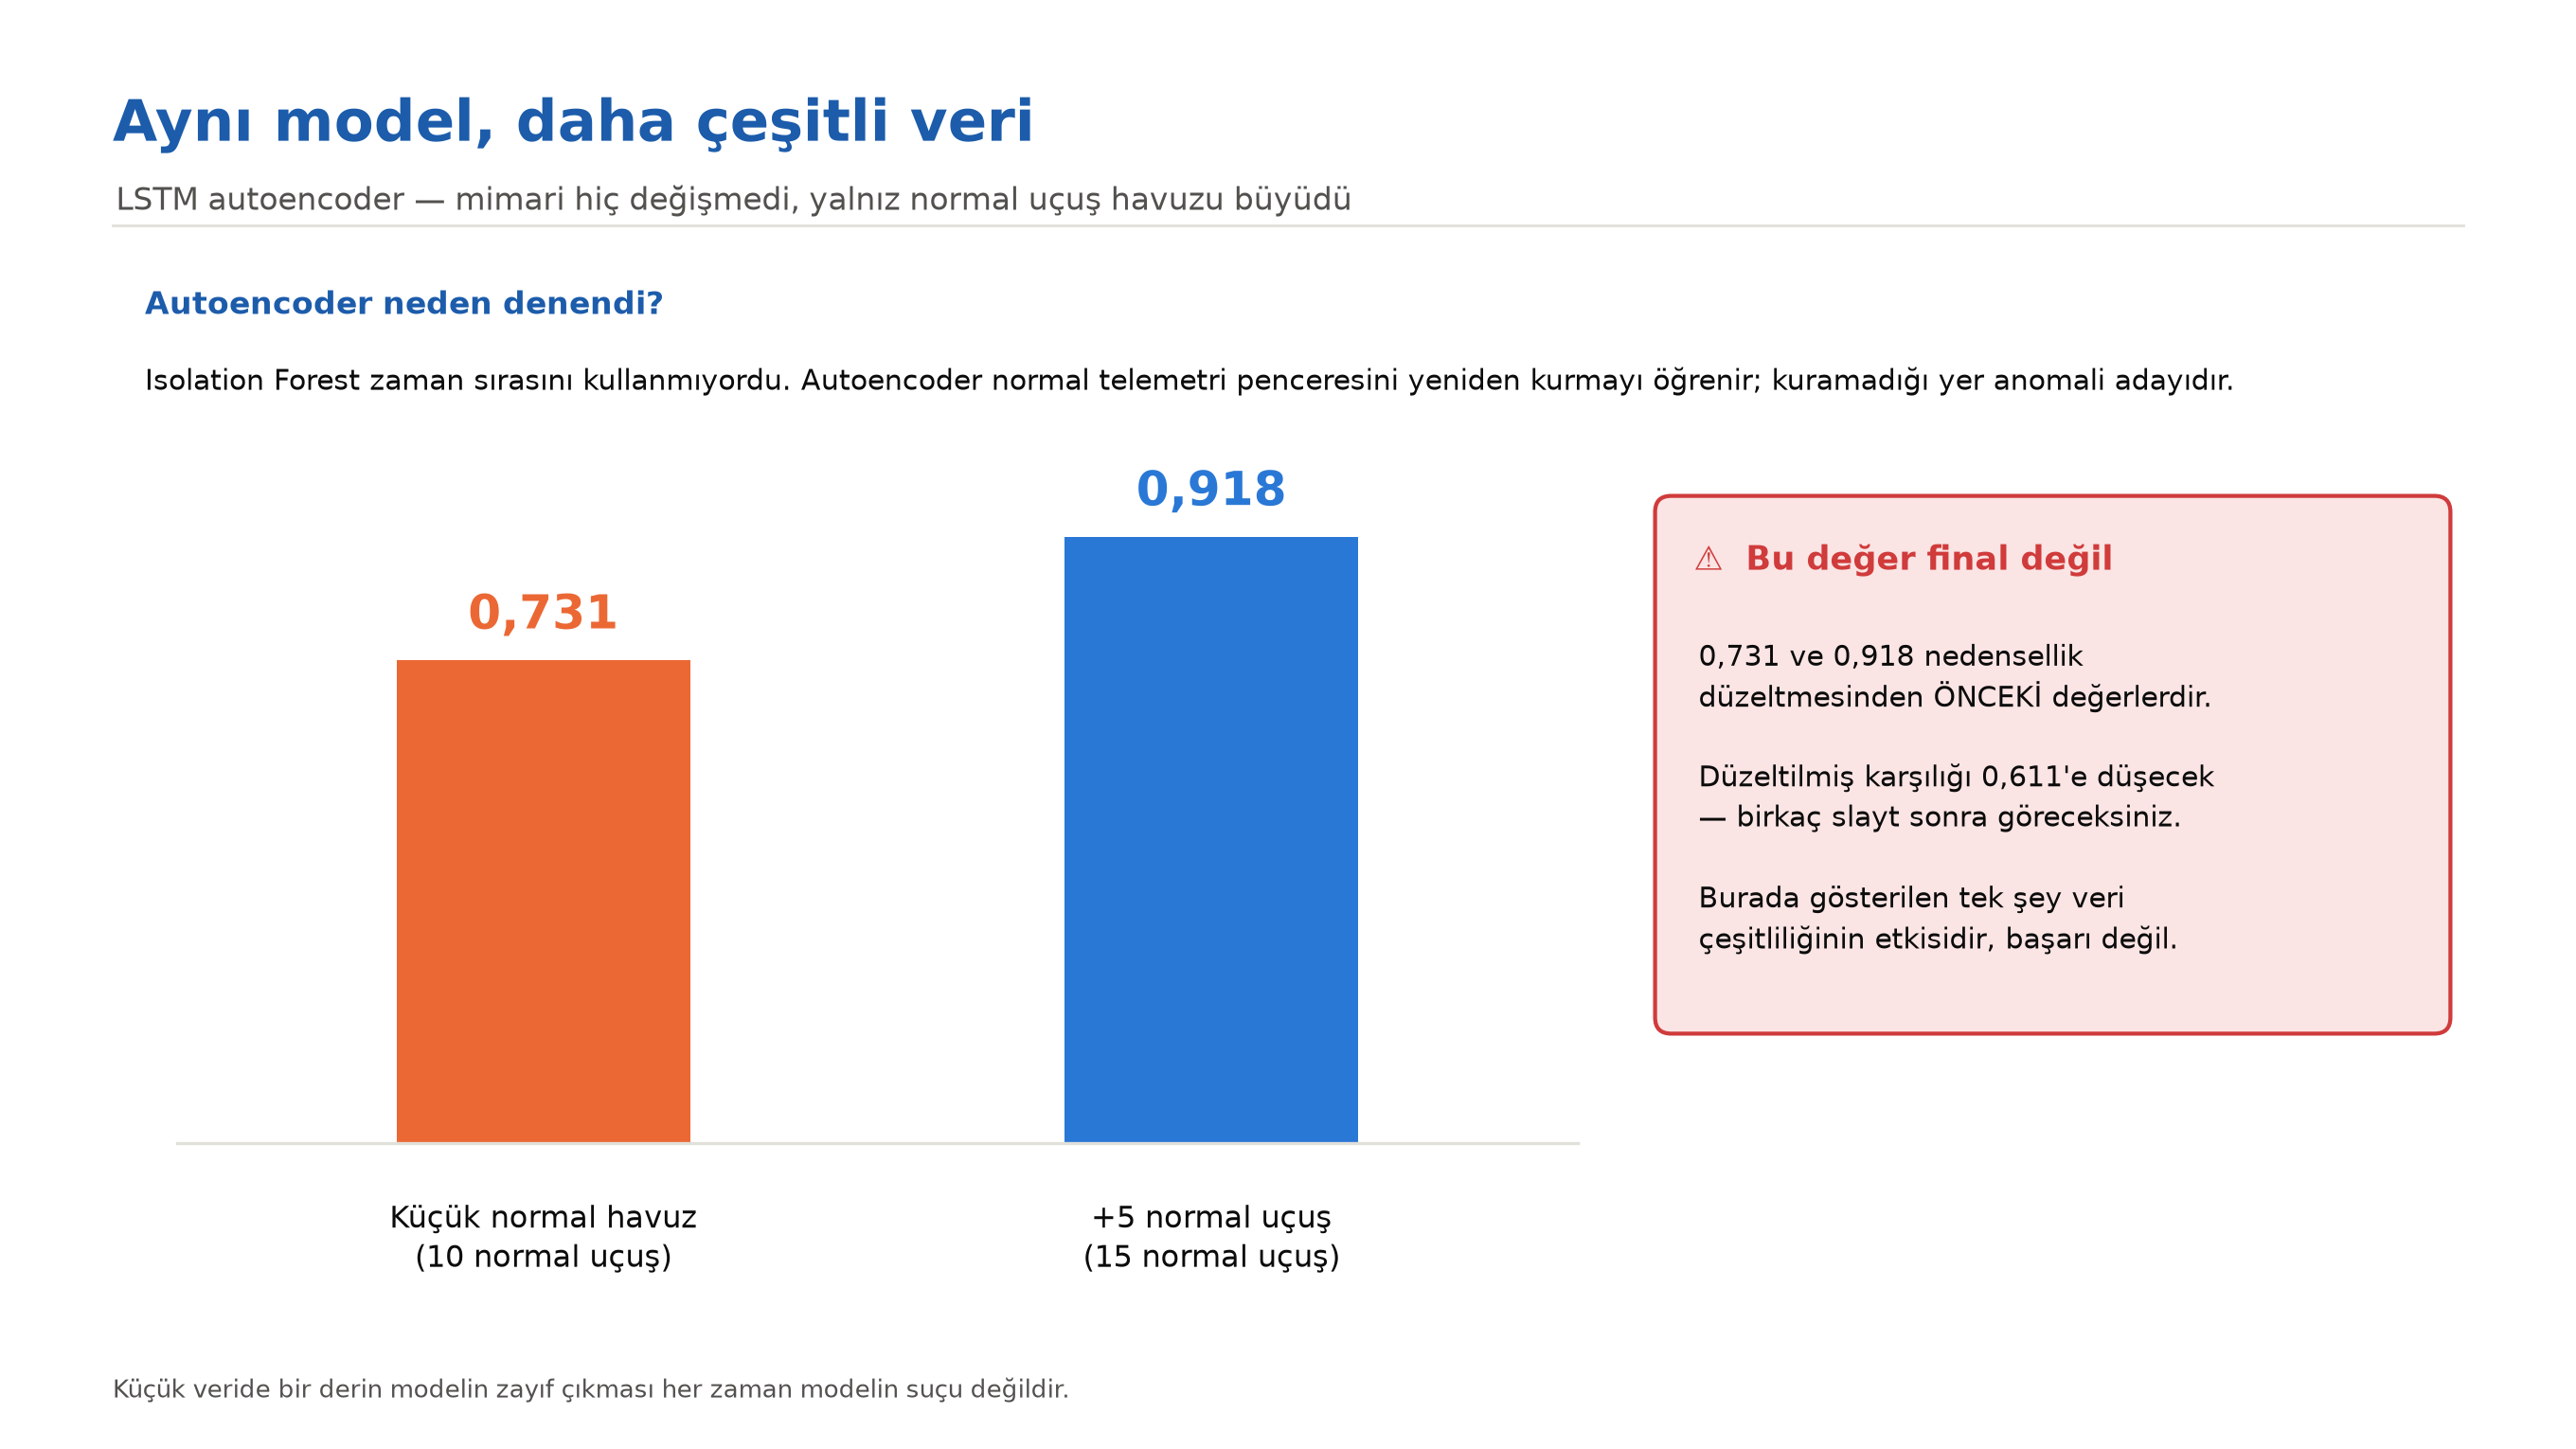 Aynı model, daha çeşitli veri
LSTM autoencoder — mimari hiç değişmedi, yalnız normal uçuş havuzu büyüdü
Autoencoder neden denendi?
Isolation Forest zaman sırasını kullanmıyordu. Autoencoder normal telemetri penceresini yeniden kurmayı öğrenir; kuramadığı yer anomali adayıdır.
0,731
0,918
Küçük normal havuz
(10 normal uçuş)
+5 normal uçuş
(15 normal uçuş)
⚠ Bu değer final değil
0,731 ve 0,918 nedensellik
düzeltmesinden ÖNCEKİ değerlerdir.
Düzeltilmiş karşılığı 0,611'e düşecek
— birkaç slayt sonra göreceksiniz.
Burada gösterilen tek şey veri
çeşitliliğinin etkisidir, başarı değil.
Küçük veride bir derin modelin zayıf çıkması her zaman modelin suçu değildir.